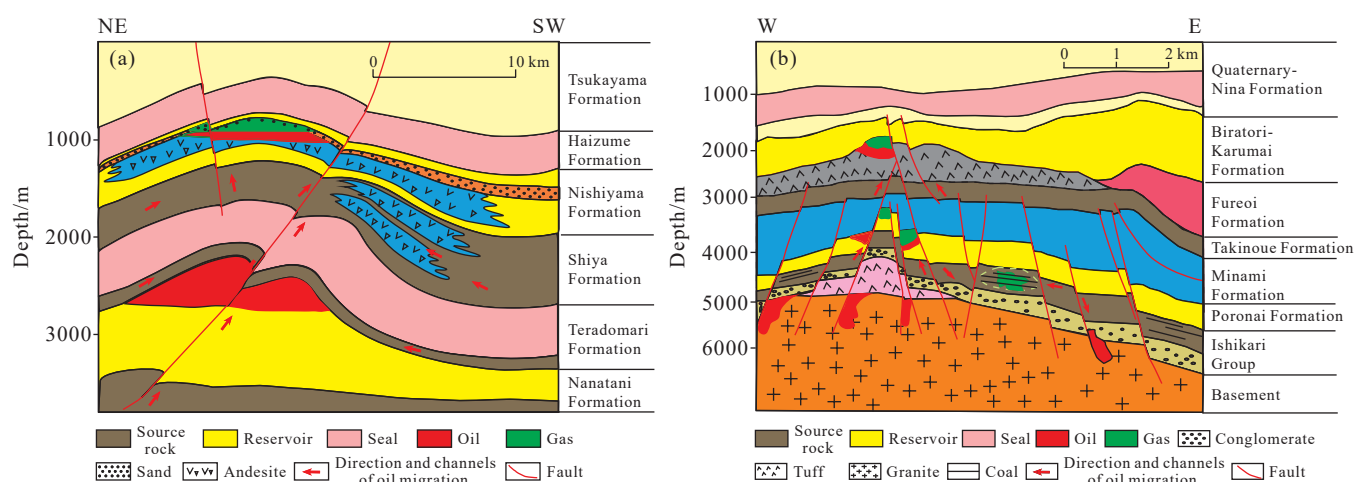 NE
SW
(a)
0
10 km
Depth/m
1000
2000
3000
Tsukayama
Formation
Haizume
Formation
Nishiyama
Formation
Shiya
Formation
Teradomari
Formation
Nanatani
Formation
Source
rock
Reservoir
Seal
Oil
Gas
Sand
Andesite
Direction and channels
of oil migration
Fault
W
E
(b)
0
1
2 km
Depth/m
1000
2000
3000
4000
5000
6000
Quaternary-
Nina Formation
Biratori-
Karumai
Formation
Fureoi
Formation
Takinoue Formation
Minami
Formation
Poronai Formation
Ishikari
Group
Basement
Source
rock
Reservoir
Seal
Oil
Gas
Conglomerate
Tuff
Granite
Coal
Direction and channels
of oil migration
Fault